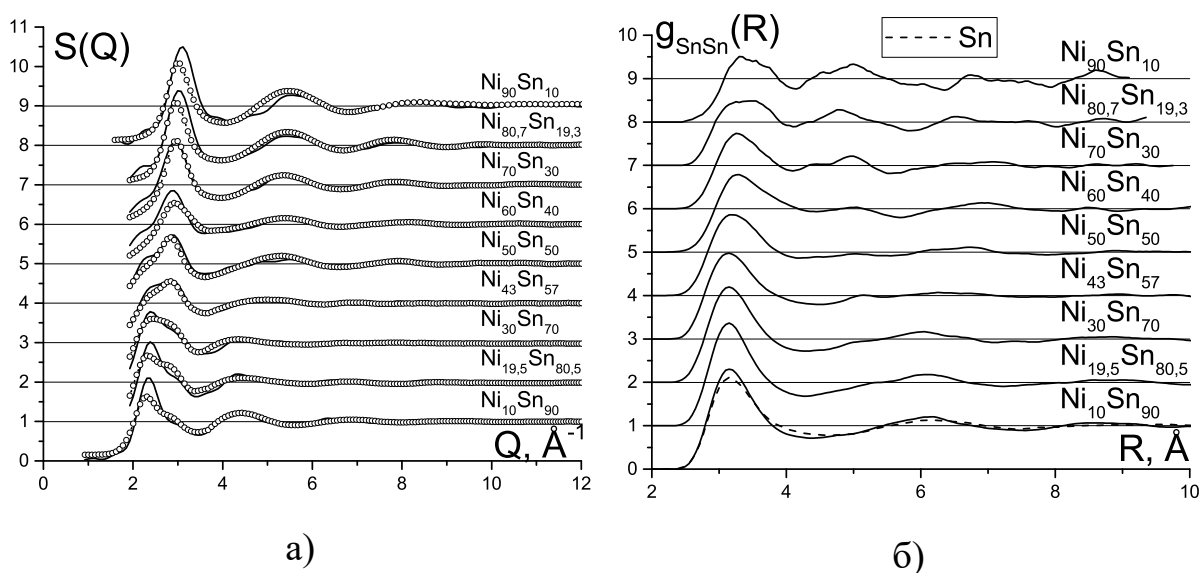 11
10
9
8
7
6
5
4
3
2
1
0
S(Q)
Ni90Sn10
Ni80,7Sn19,3
Ni70Sn30
Ni60Sn40
Ni50Sn50
Ni43Sn57
Ni30Sn70
Ni19,5Sn80,5
Ni10Sn90
Q, Å-1
0 2 4 6 8 10 12
а)
10
9
8
7
6
5
4
3
2
1
0
gSnSn(R)
Sn
Ni90Sn10
Ni80,7Sn19,3
Ni70Sn30
Ni60Sn40
Ni50Sn50
Ni43Sn57
Ni30Sn70
Ni19,5Sn80,5
Ni10Sn90
R, Å
2 4 6 8 10
б)